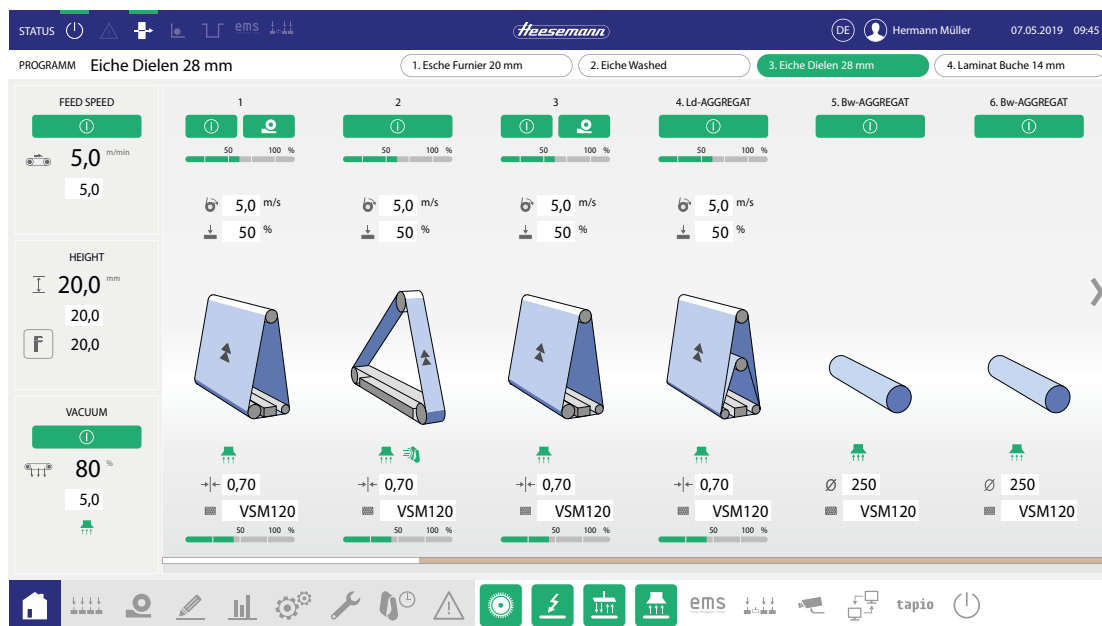 STATUS ems Heesemann DE Hermann Müller 07.05.2019 09:45
PROGRAMM Eiche Dielen 28 mm 1. Esche Furnier 20 mm 2. Eiche Washed 3. Eiche Dielen 28 mm 4. Laminat Buche 14 mm
FEED SPEED 1 2 3 4. Ld-AGGREGAT 5. Bw-AGGREGAT 6. Bw-AGGREGAT
50 100 % 50 100 % 50 100 % 50 100 %
5,0 m/min
5,0
5,0 m/s 5,0 m/s 5,0 m/s 5,0 m/s
50 % 50 % 50 % 50 %
HEIGHT
20,0 mm
20,0
F 20,0
VACUUM
80 %
0,70 0,70 0,70 0,70 Ø 250 Ø 250
5,0
VSM120 VSM120 VSM120 VSM120 VSM120 VSM120
50 100 % 50 100 % 50 100 % 50 100 %
ems tapio